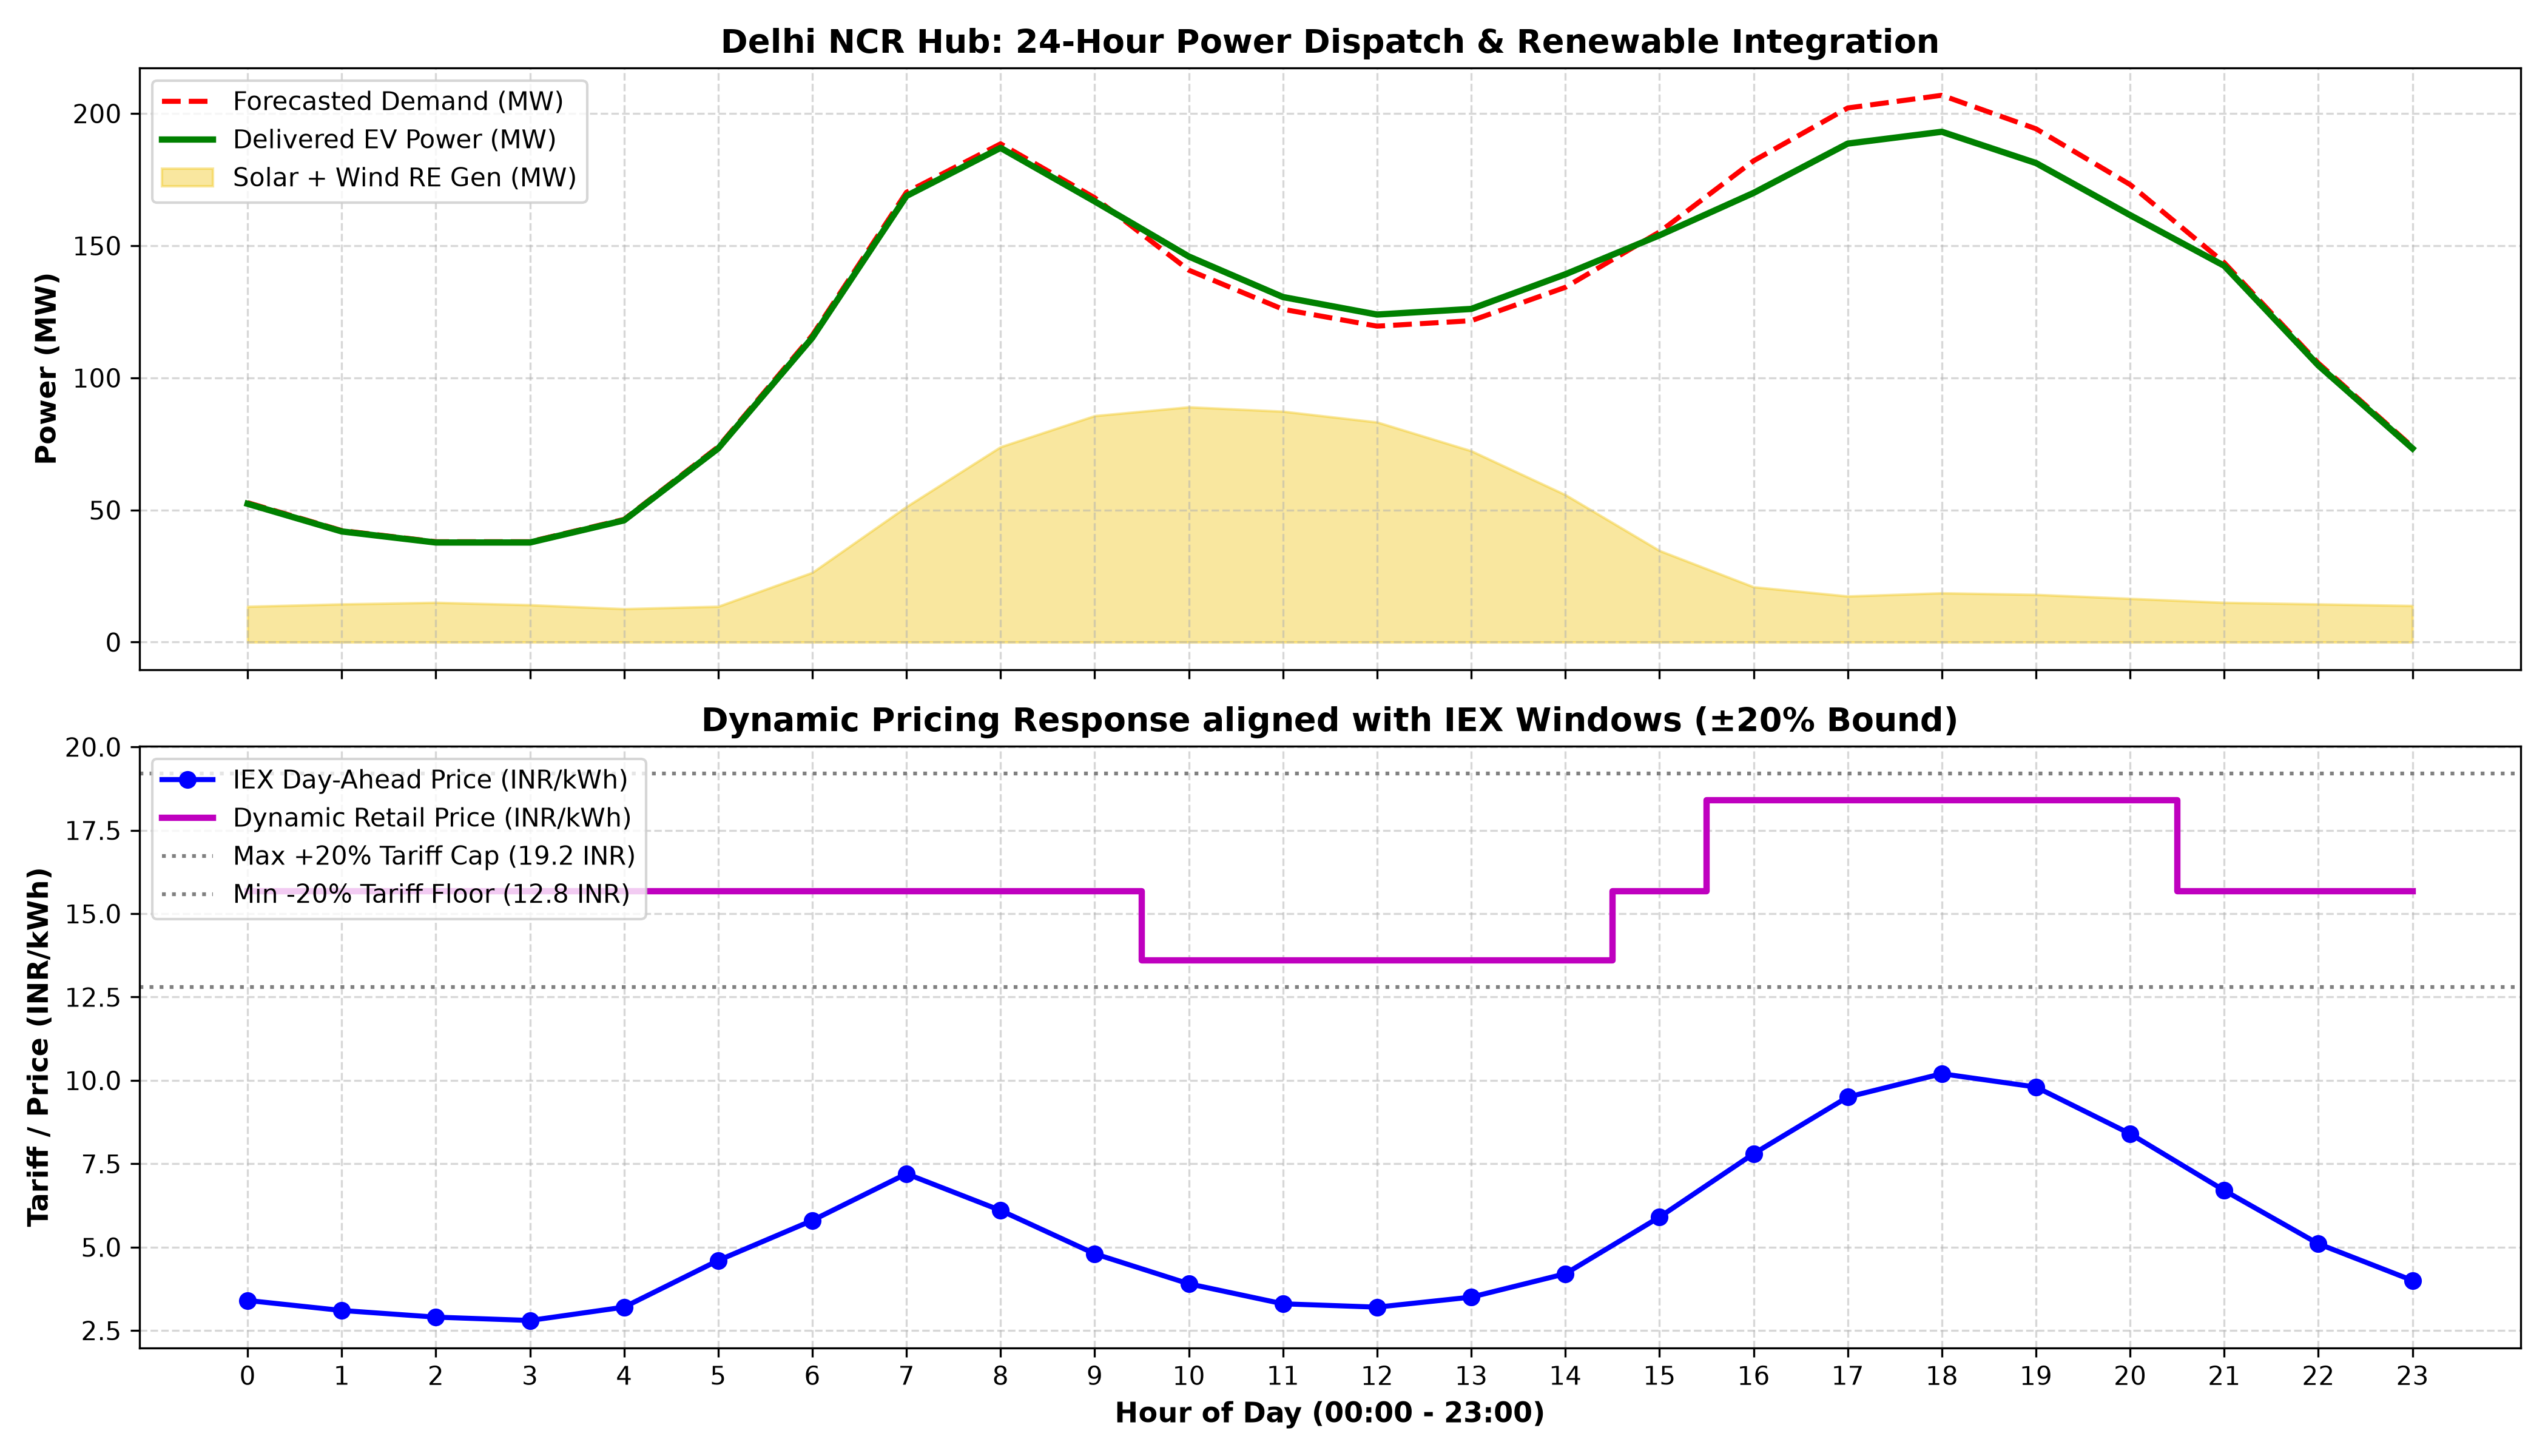 Delhi NCR Hub: 24-Hour Power Dispatch & Renewable Integration
Power (MW)
200
150
100
50
0
Forecasted Demand (MW)
Delivered EV Power (MW)
Solar + Wind RE Gen (MW)
Dynamic Pricing Response aligned with IEX Windows (±20% Bound)
Tariff / Price (INR/kWh)
20.0
17.5
15.0
12.5
10.0
7.5
5.0
2.5
IEX Day-Ahead Price (INR/kWh)
Dynamic Retail Price (INR/kWh)
Max +20% Tariff Cap (19.2 INR)
Min -20% Tariff Floor (12.8 INR)
0 1 2 3 4 5 6 7 8 9 10 11 12 13 14 15 16 17 18 19 20 21 22 23
Hour of Day (00:00 - 23:00)